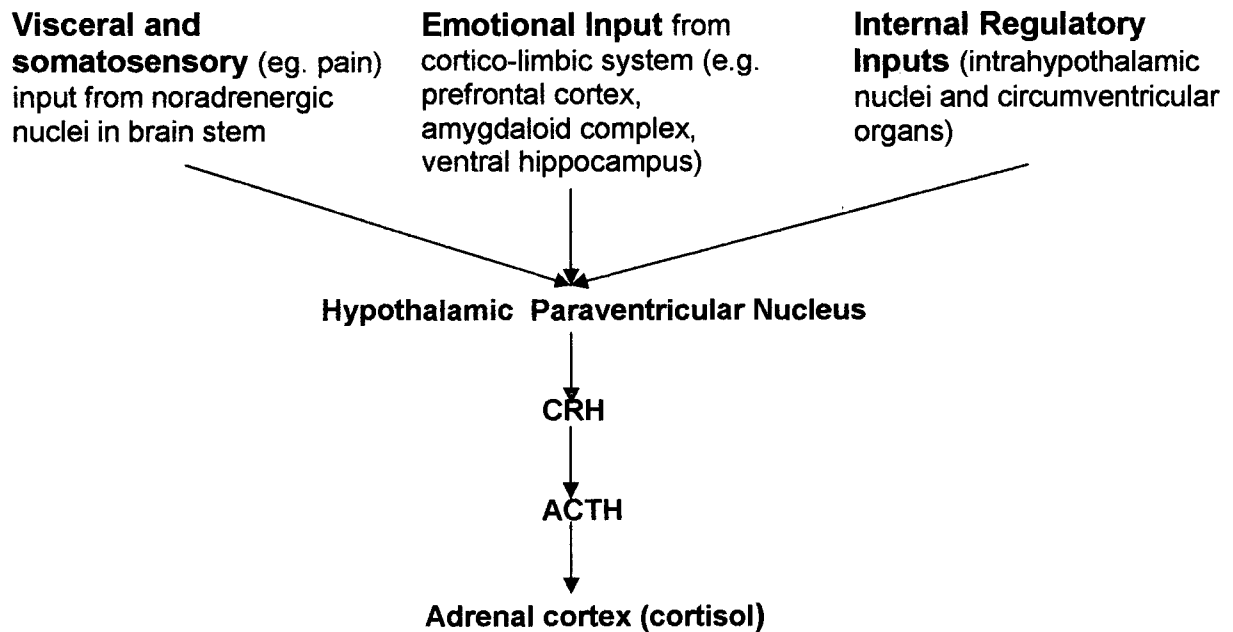 Visceral and
somatosensory (eg. pain)
input from noradrenergic
nuclei in brain stem
Emotional Input from
cortico-limbic system (e.g.
prefrontal cortex,
amygdaloid complex,
ventral hippocampus)
Internal Regulatory
Inputs (intrahypothalamic
nuclei and circumventricular
organs)
Hypothalamic Paraventricular Nucleus
CRH
ACTH
Adrenal cortex (cortisol)